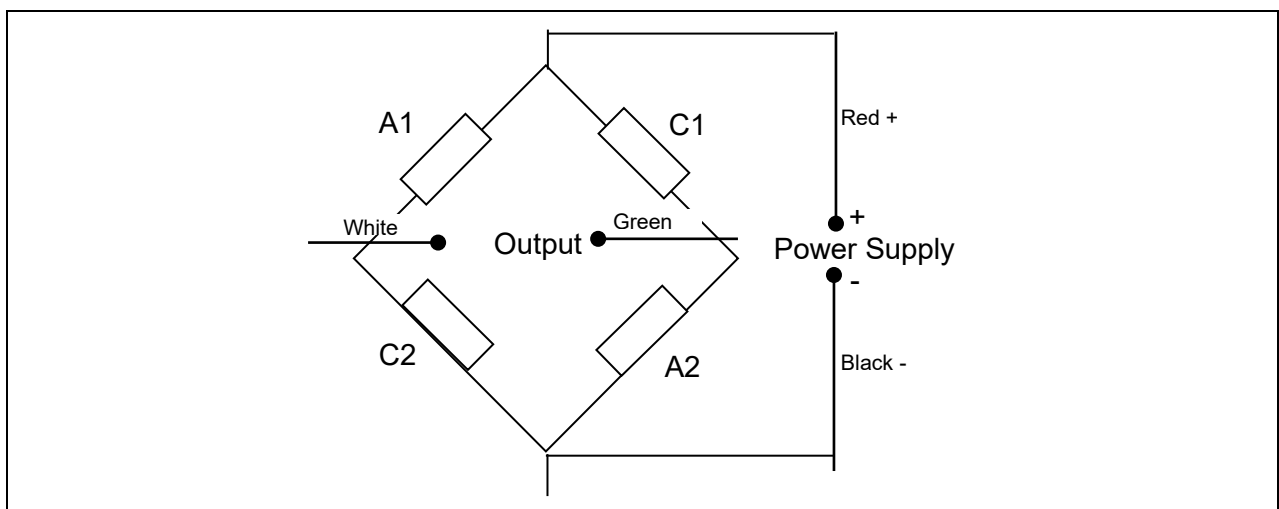 A1
C1
Red +
White
Green
+
Output
Power Supply
-
C2
A2
Black -